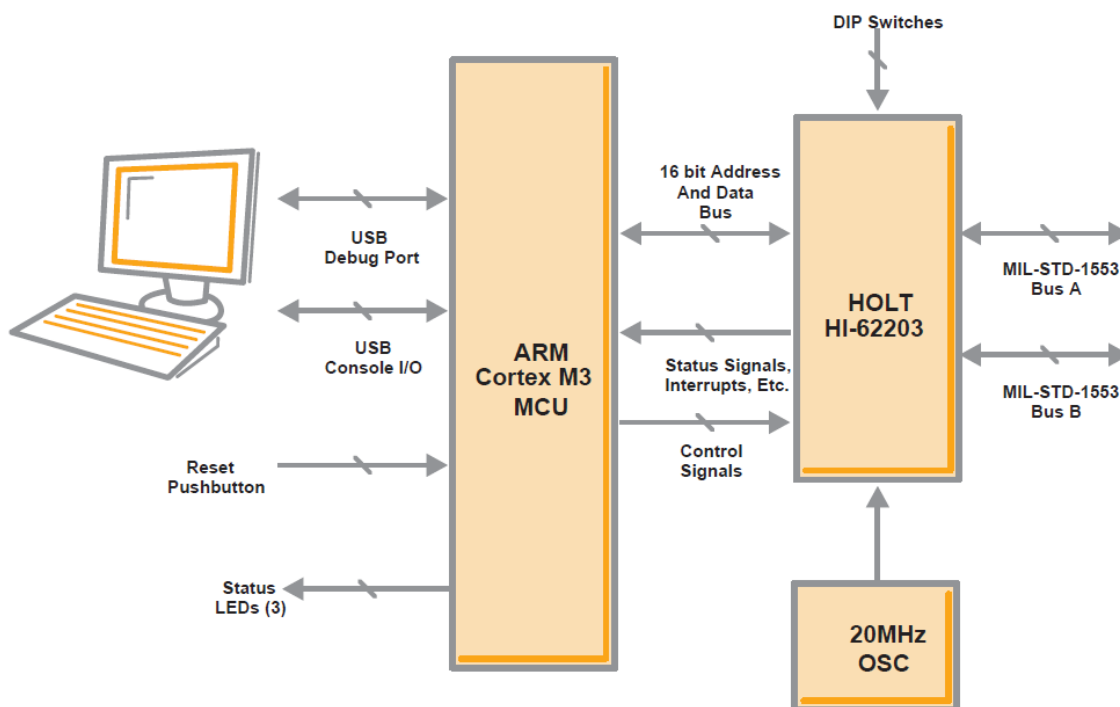 DIP Switches
16 bit Address
And Data
Bus
USB
Debug Port
USB
Console I/O
ARM
Cortex M3
MCU
Status Signals,
Interrupts, Etc.
Control
Signals
HOLT
HI-62203
MIL-STD-1553
Bus A
MIL-STD-1553
Bus B
Reset
Pushbutton
Status
LEDs (3)
20MHz
OSC